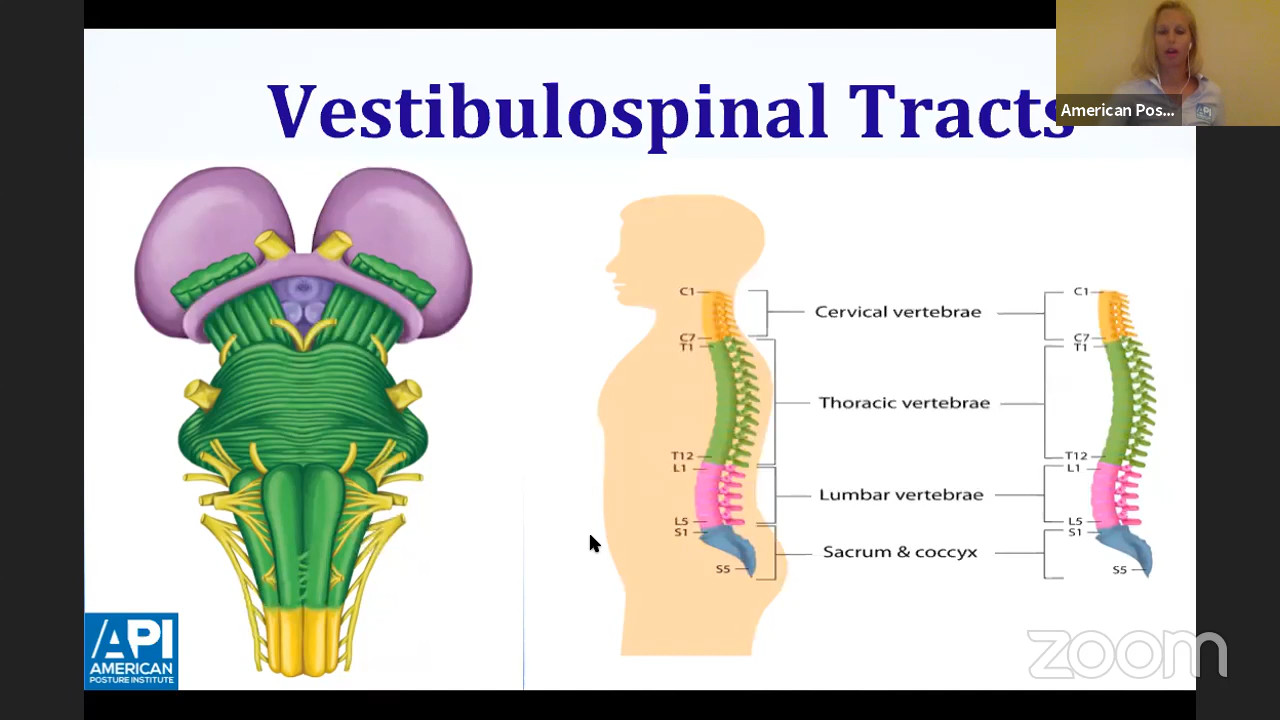 Vestibulospinal Tracts
American Pos...
API
C1
C7
T1
T12
L1
L5
S1
S5
Cervical vertebrae
Thoracic vertebrae
Lumbar vertebrae
Sacrum & coccyx
C1
C7
T1
T12
L1
L5
S1
S5
API
AMERICAN
POSTURE INSTITUTE
zoom